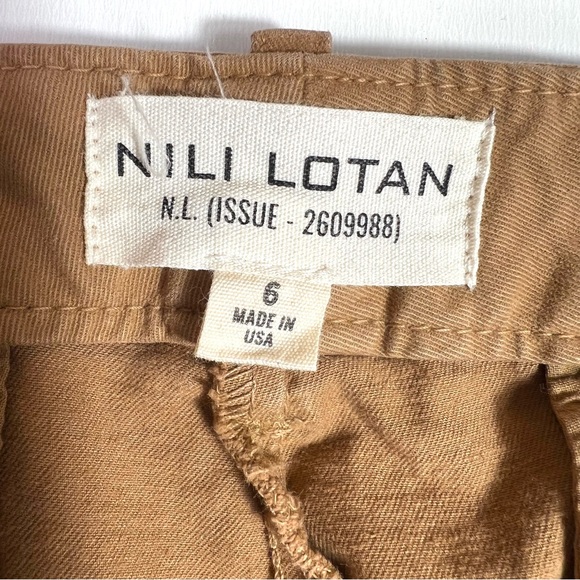 NILI LOTAN
N.L. (ISSUE - 2609988)
6
MADE IN
USA